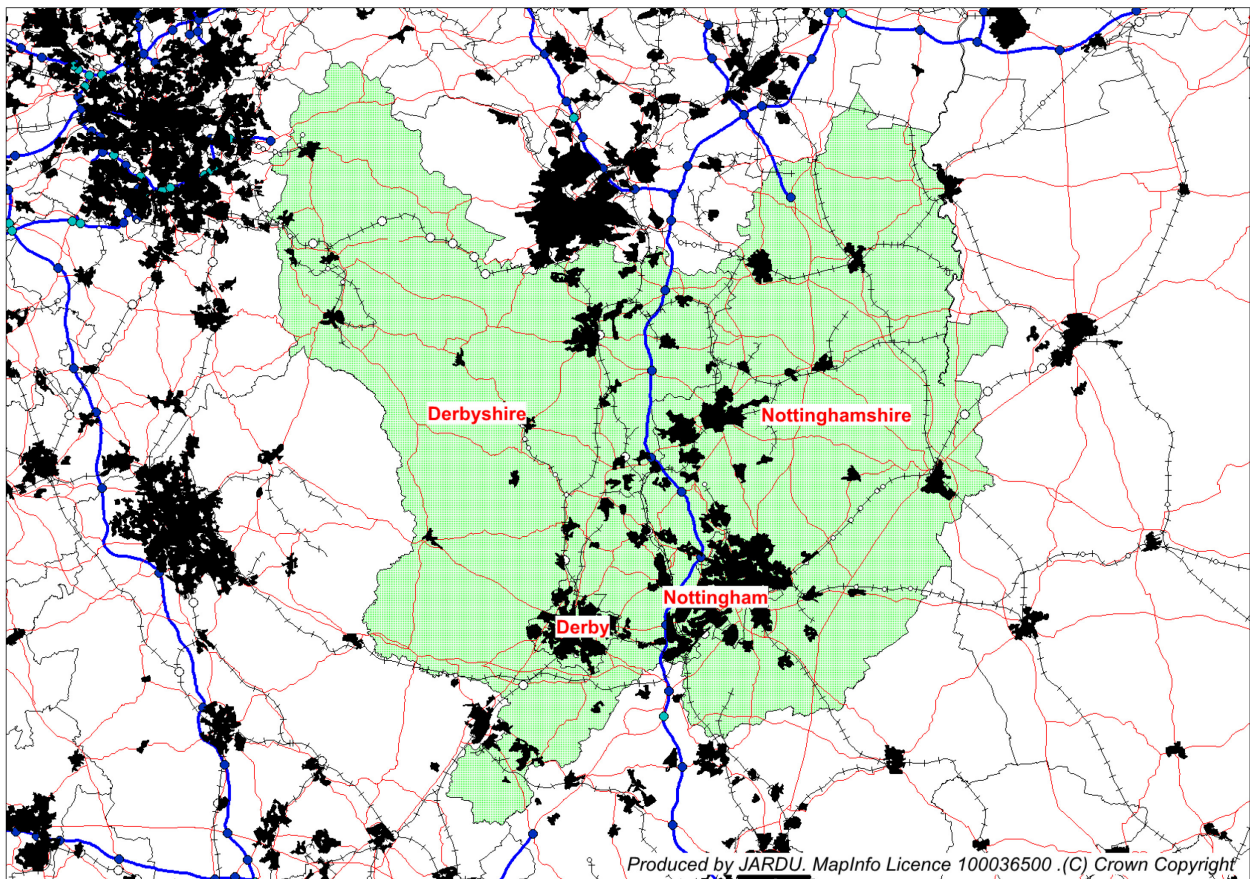 Derbyshire
Nottinghamshire
Nottingham
Derby
Produced by JARDU. MapInfo Licence 100036500 .(C) Crown Copyright